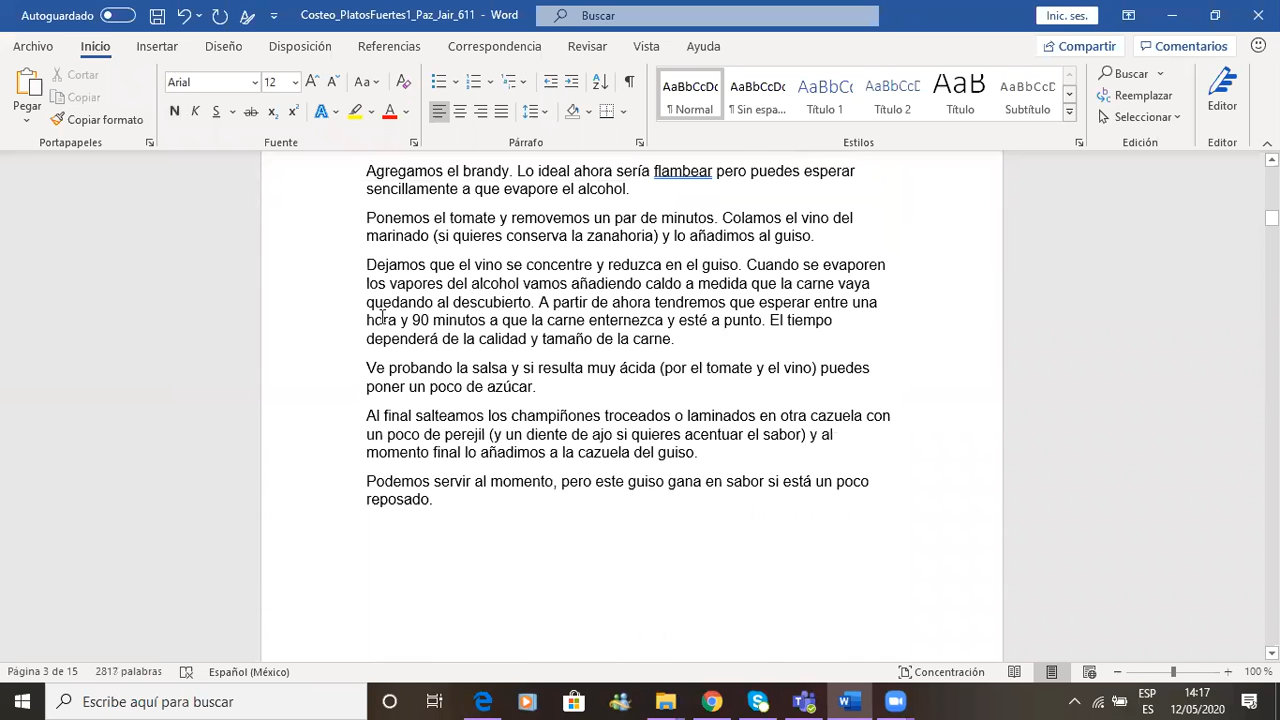 Autoguardado
Costeo_PlatosFuertes1_Paz_Jair_611 - Word
Buscar
Inic. ses.
Archivo Inicio Insertar Diseño Disposición Referencias Correspondencia Revisar Vista Ayuda
Compartir Comentarios
Pegar
Cortar
Copiar
Copiar formato
Portapapeles
Arial 12
N K S ab x₂ x²
Fuente
Párrafo
AaBbCcDc ¶ Normal
AaBbCcDc ¶ Sin espa...
AaBbCc Título 1
AaBbCcD Título 2
AaB Título
AaBbCcD Subtítulo
Estilos
Buscar
Reemplazar
Seleccionar
Edición
Editor
Editor
Agregamos el brandy. Lo ideal ahora sería flambear pero puedes esperar
sencillamente a que evapore el alcohol.
Ponemos el tomate y removemos un par de minutos. Colamos el vino del
marinado (si quieres conserva la zanahoria) y lo añadimos al guiso.
Dejamos que el vino se concentre y reduzca en el guiso. Cuando se evaporen
los vapores del alcohol vamos añadiendo caldo a medida que la carne vaya
quedando al descubierto. A partir de ahora tendremos que esperar entre una
hora y 90 minutos a que la carne enternezca y esté a punto. El tiempo
dependerá de la calidad y tamaño de la carne.
Ve probando la salsa y si resulta muy ácida (por el tomate y el vino) puedes
poner un poco de azúcar.
Al final salteamos los champiñones troceados o laminados en otra cazuela con
un poco de perejil (y un diente de ajo si quieres acentuar el sabor) y al
momento final lo añadimos a la cazuela del guiso.
Podemos servir al momento, pero este guiso gana en sabor si está un poco
reposado.
Página 3 de 15 2817 palabras Español (México) Concentración 100 %
Escribe aquí para buscar
ESP 14:17
ES 12/05/2020